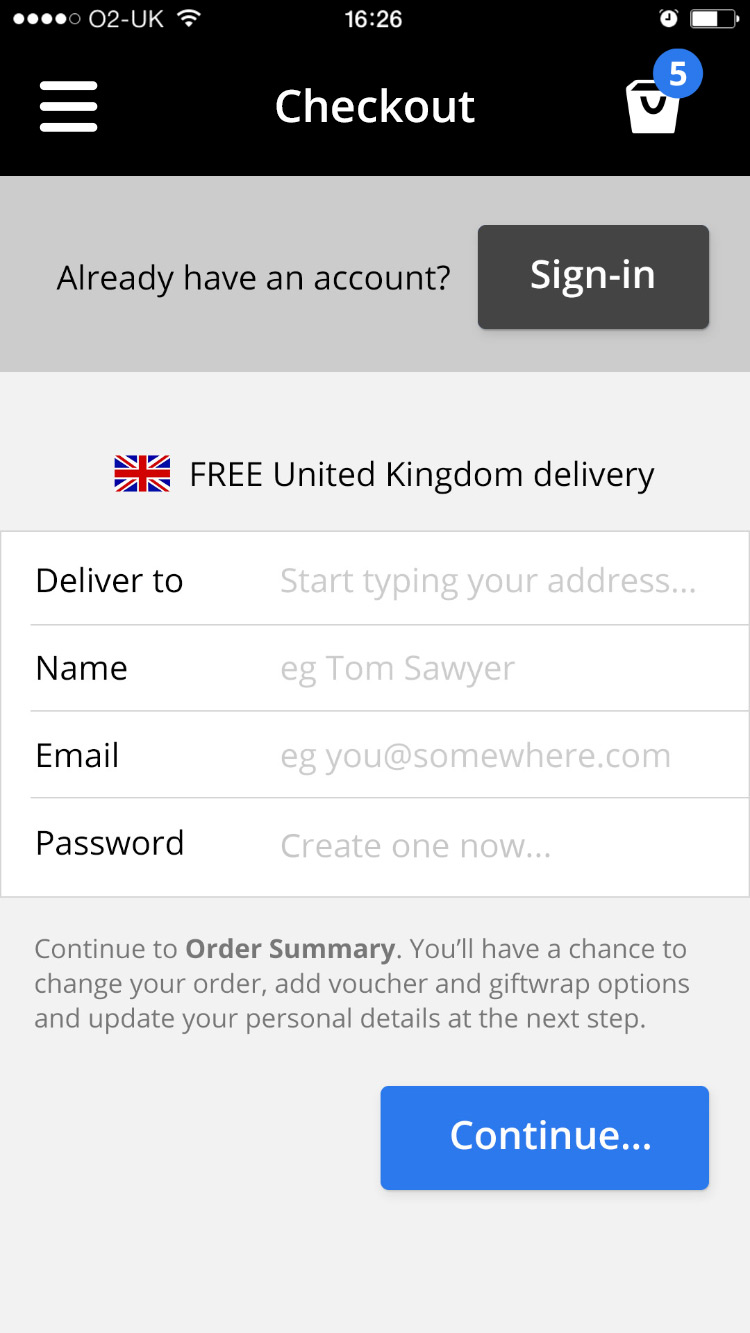 O2-UK 16:26
Checkout 5
Already have an account? Sign-in
FREE United Kingdom delivery
Deliver to Start typing your address...
Name eg Tom Sawyer
Email eg you@somewhere.com
Password Create one now...
Continue to Order Summary. You’ll have a chance to
change your order, add voucher and giftwrap options
and update your personal details at the next step.
Continue...